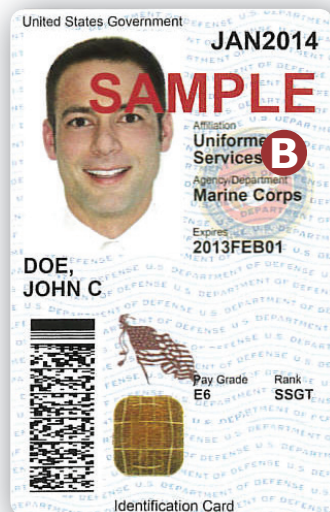 United States Government
JAN2014
SAMPLE
Affiliation
Uniforme
Services
B
Agency/Department
Marine Corps
Expires
2013FEB01
DOE,
JOHN C
Pay Grade Rank
E6 SSGT
Identification Card